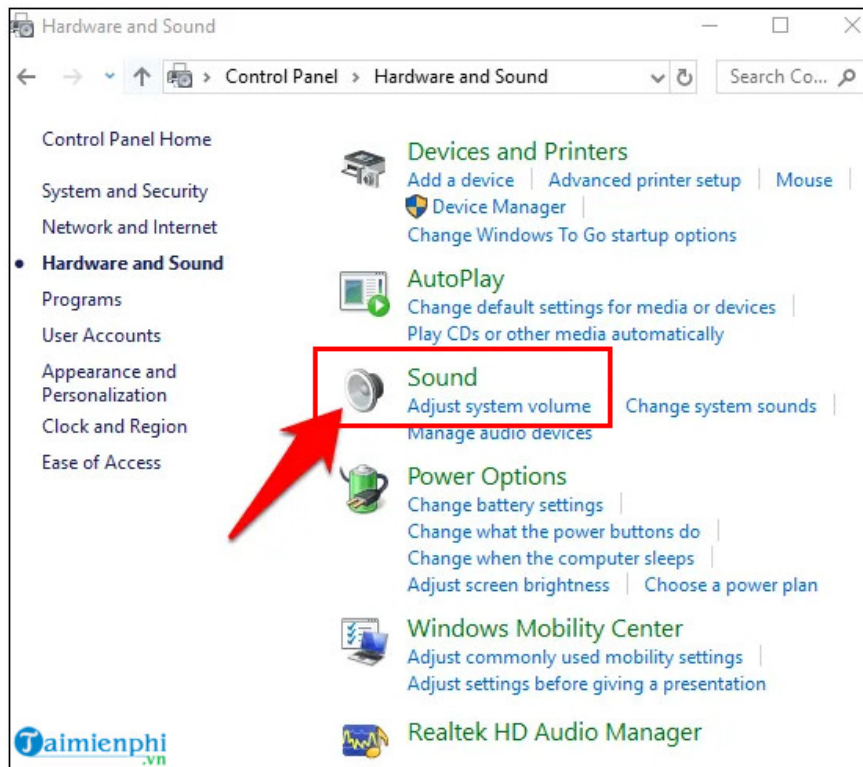 Hardware and Sound
Control Panel > Hardware and Sound
Search Co...
Control Panel Home
System and Security
Network and Internet
Hardware and Sound
Programs
User Accounts
Appearance and
Personalization
Clock and Region
Ease of Access
Devices and Printers
Add a device | Advanced printer setup | Mouse |
Device Manager |
Change Windows To Go startup options
AutoPlay
Change default settings for media or devices |
Play CDs or other media automatically
Sound
Adjust system volume | Change system sounds |
Manage audio devices
Power Options
Change battery settings |
Change what the power buttons do |
Change when the computer sleeps |
Adjust screen brightness | Choose a power plan
Windows Mobility Center
Adjust commonly used mobility settings |
Adjust settings before giving a presentation
Realtek HD Audio Manager
Taimienphi
.vn